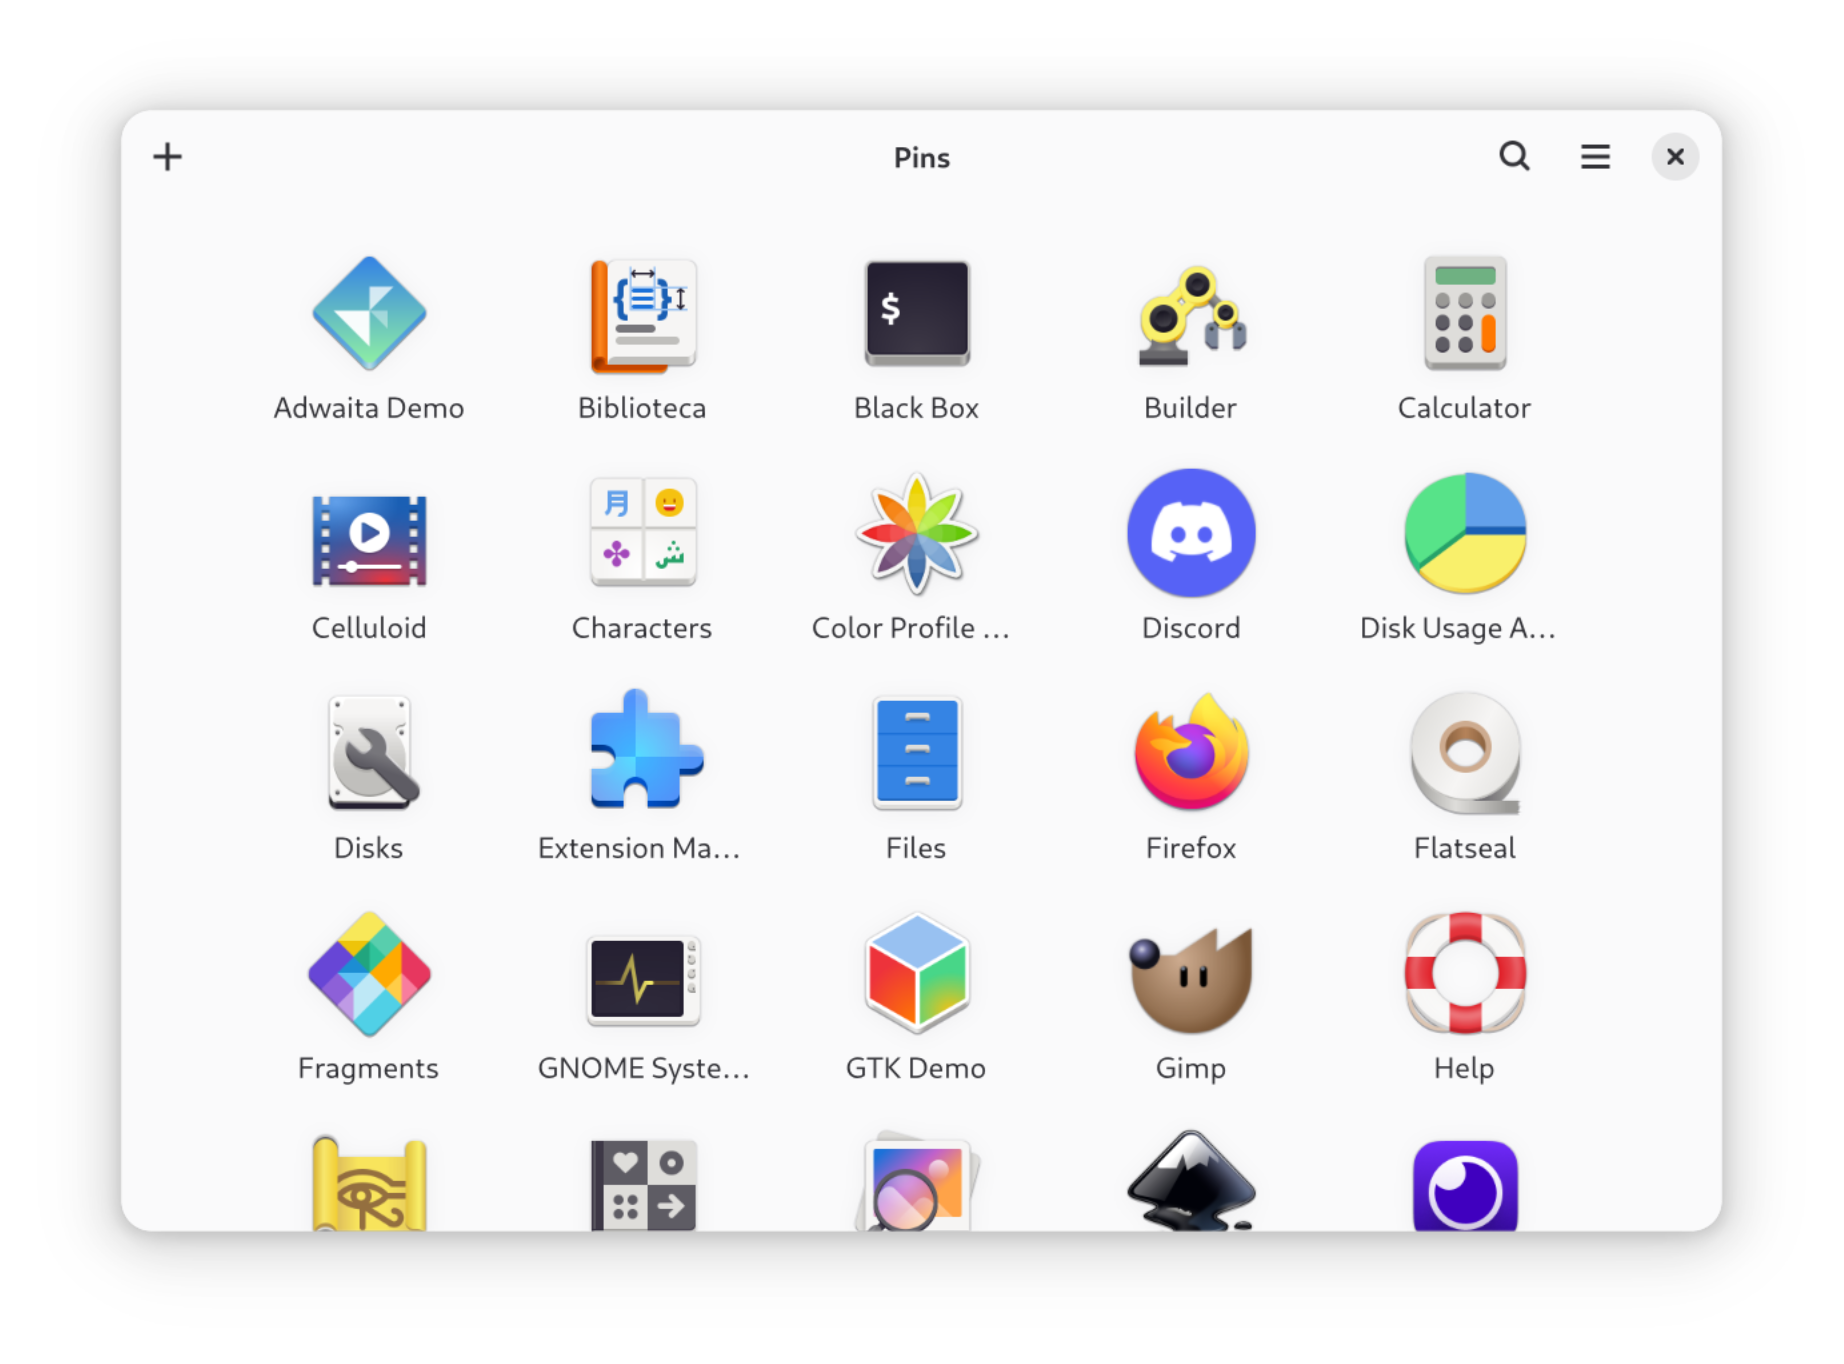 Pins
$
Adwaita Demo
Biblioteca
Black Box
Builder
Calculator
月
ش
Celluloid
Characters
Color Profile …
Discord
Disk Usage A…
Disks
Extension Ma…
Files
Firefox
Flatseal
Fragments
GNOME Syste…
GTK Demo
Gimp
Help